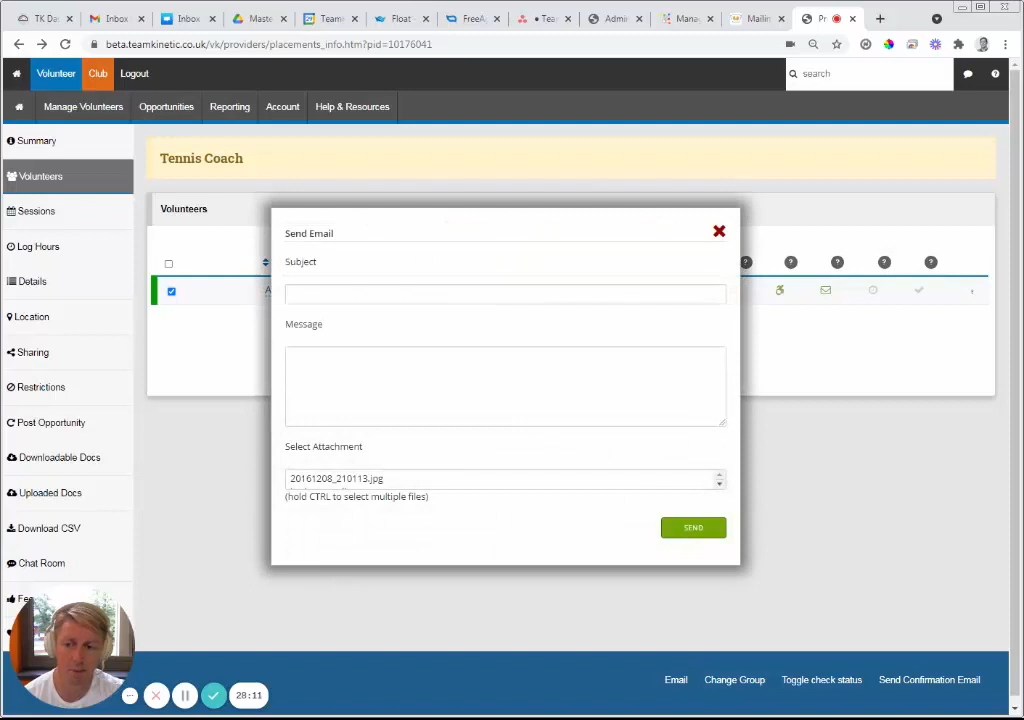 TK Da
Inbox
Inbox
Maste
Team
Float
FreeA
• Tea
Admi
Mana
Mailin
Pr
beta.teamkinetic.co.uk/vk/providers/placements_info.htm?pid=10176041
Volunteer
Club
Logout
search
Manage Volunteers
Opportunities
Reporting
Account
Help & Resources
Summary
Volunteers
Sessions
Log Hours
Details
Location
Sharing
Restrictions
Post Opportunity
Downloadable Docs
Uploaded Docs
Download CSV
Chat Room
Fee
Tennis Coach
Volunteers
Send Email
Subject
Message
Select Attachment
20161208_210113.jpg
(hold CTRL to select multiple files)
SEND
28:11
Email
Change Group
Toggle check status
Send Confirmation Email